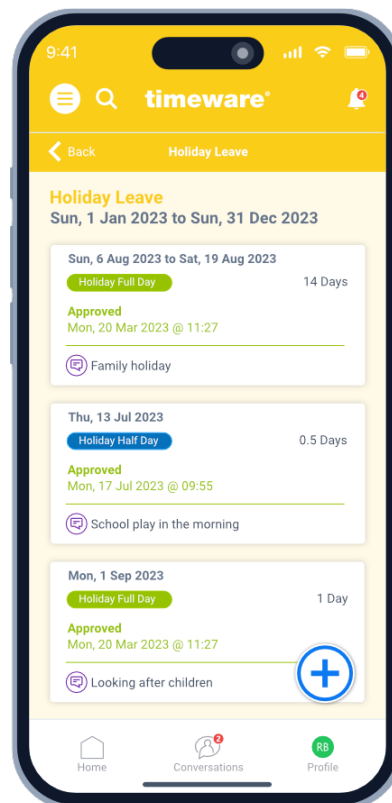 9:41
timeware®
4
Back
Holiday Leave
Holiday Leave
Sun, 1 Jan 2023 to Sun, 31 Dec 2023
Sun, 6 Aug 2023 to Sat, 19 Aug 2023
Holiday Full Day 14 Days
Approved
Mon, 20 Mar 2023 @ 11:27
Family holiday
Thu, 13 Jul 2023
Holiday Half Day 0.5 Days
Approved
Mon, 17 Jul 2023 @ 09:55
School play in the morning
Mon, 1 Sep 2023
Holiday Full Day 1 Day
Approved
Mon, 20 Mar 2023 @ 11:27
Looking after children
2
RB
Home Conversations Profile